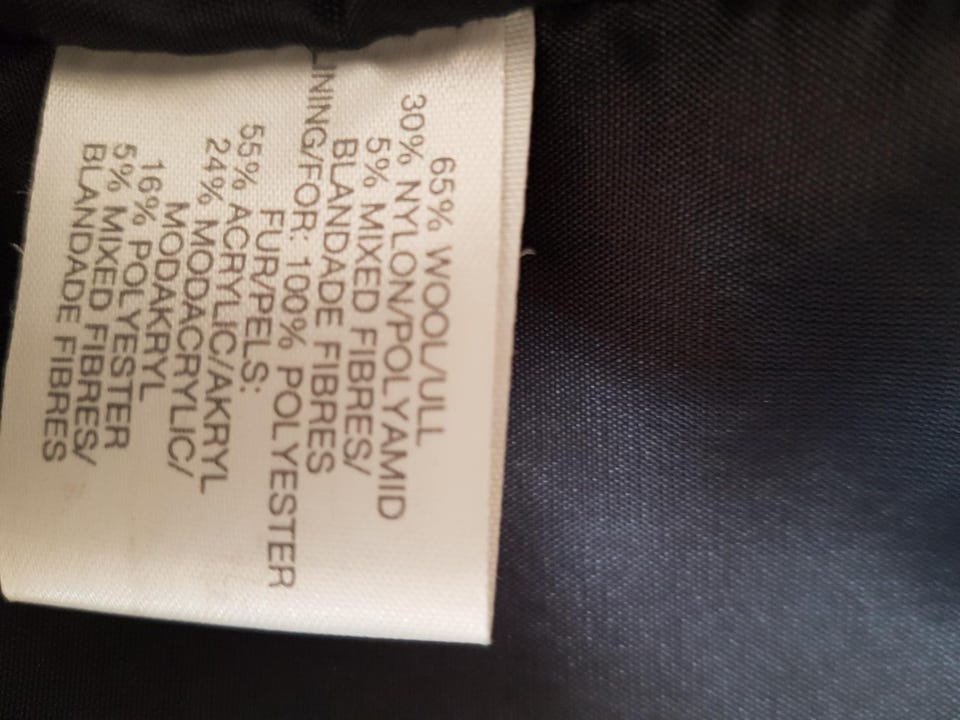 65% WOOL/ULL
30% NYLON/POLYAMID
5% MIXED FIBRES/
BLANDADE FIBRES
LINING/FOR: 100% POLYESTER
FUR/PELS:
55% ACRYLIC/AKRYL
24% MODACRYLIC/
MODAKRYL
16% POLYESTER
5% MIXED FIBRES/
BLANDADE FIBRES